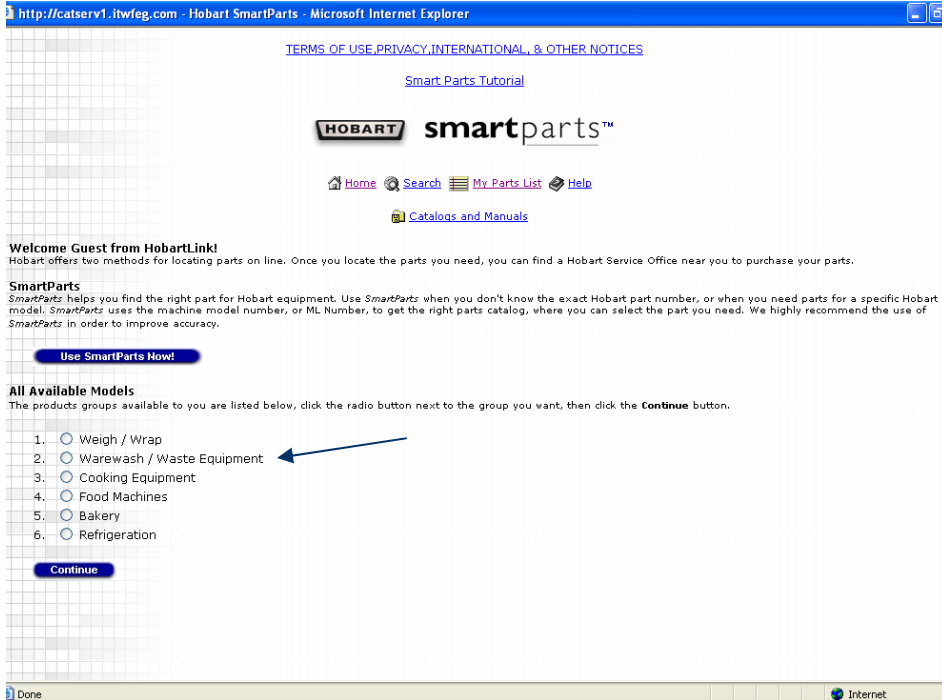 http://catserv1.itwfeg.com - Hobart SmartParts - Microsoft Internet Explorer
TERMS OF USE,PRIVACY,INTERNATIONAL, & OTHER NOTICES
Smart Parts Tutorial
HOBART smartparts™
Home Search My Parts List Help
Catalogs and Manuals
Welcome Guest from HobartLink!
Hobart offers two methods for locating parts on line. Once you locate the parts you need, you can find a Hobart Service Office near you to purchase your parts.
SmartParts
SmartParts helps you find the right part for Hobart equipment. Use SmartParts when you don't know the exact Hobart part number, or when you need parts for a specific Hobart
model. SmartParts uses the machine model number, or ML Number, to get the right parts catalog, where you can select the part you need. We highly recommend the use of
SmartParts in order to improve accuracy.
Use SmartParts Now!
All Available Models
The products groups available to you are listed below, click the radio button next to the group you want, then click the Continue button.
1. Weigh / Wrap
2. Warewash / Waste Equipment
3. Cooking Equipment
4. Food Machines
5. Bakery
6. Refrigeration
Continue
Done Internet